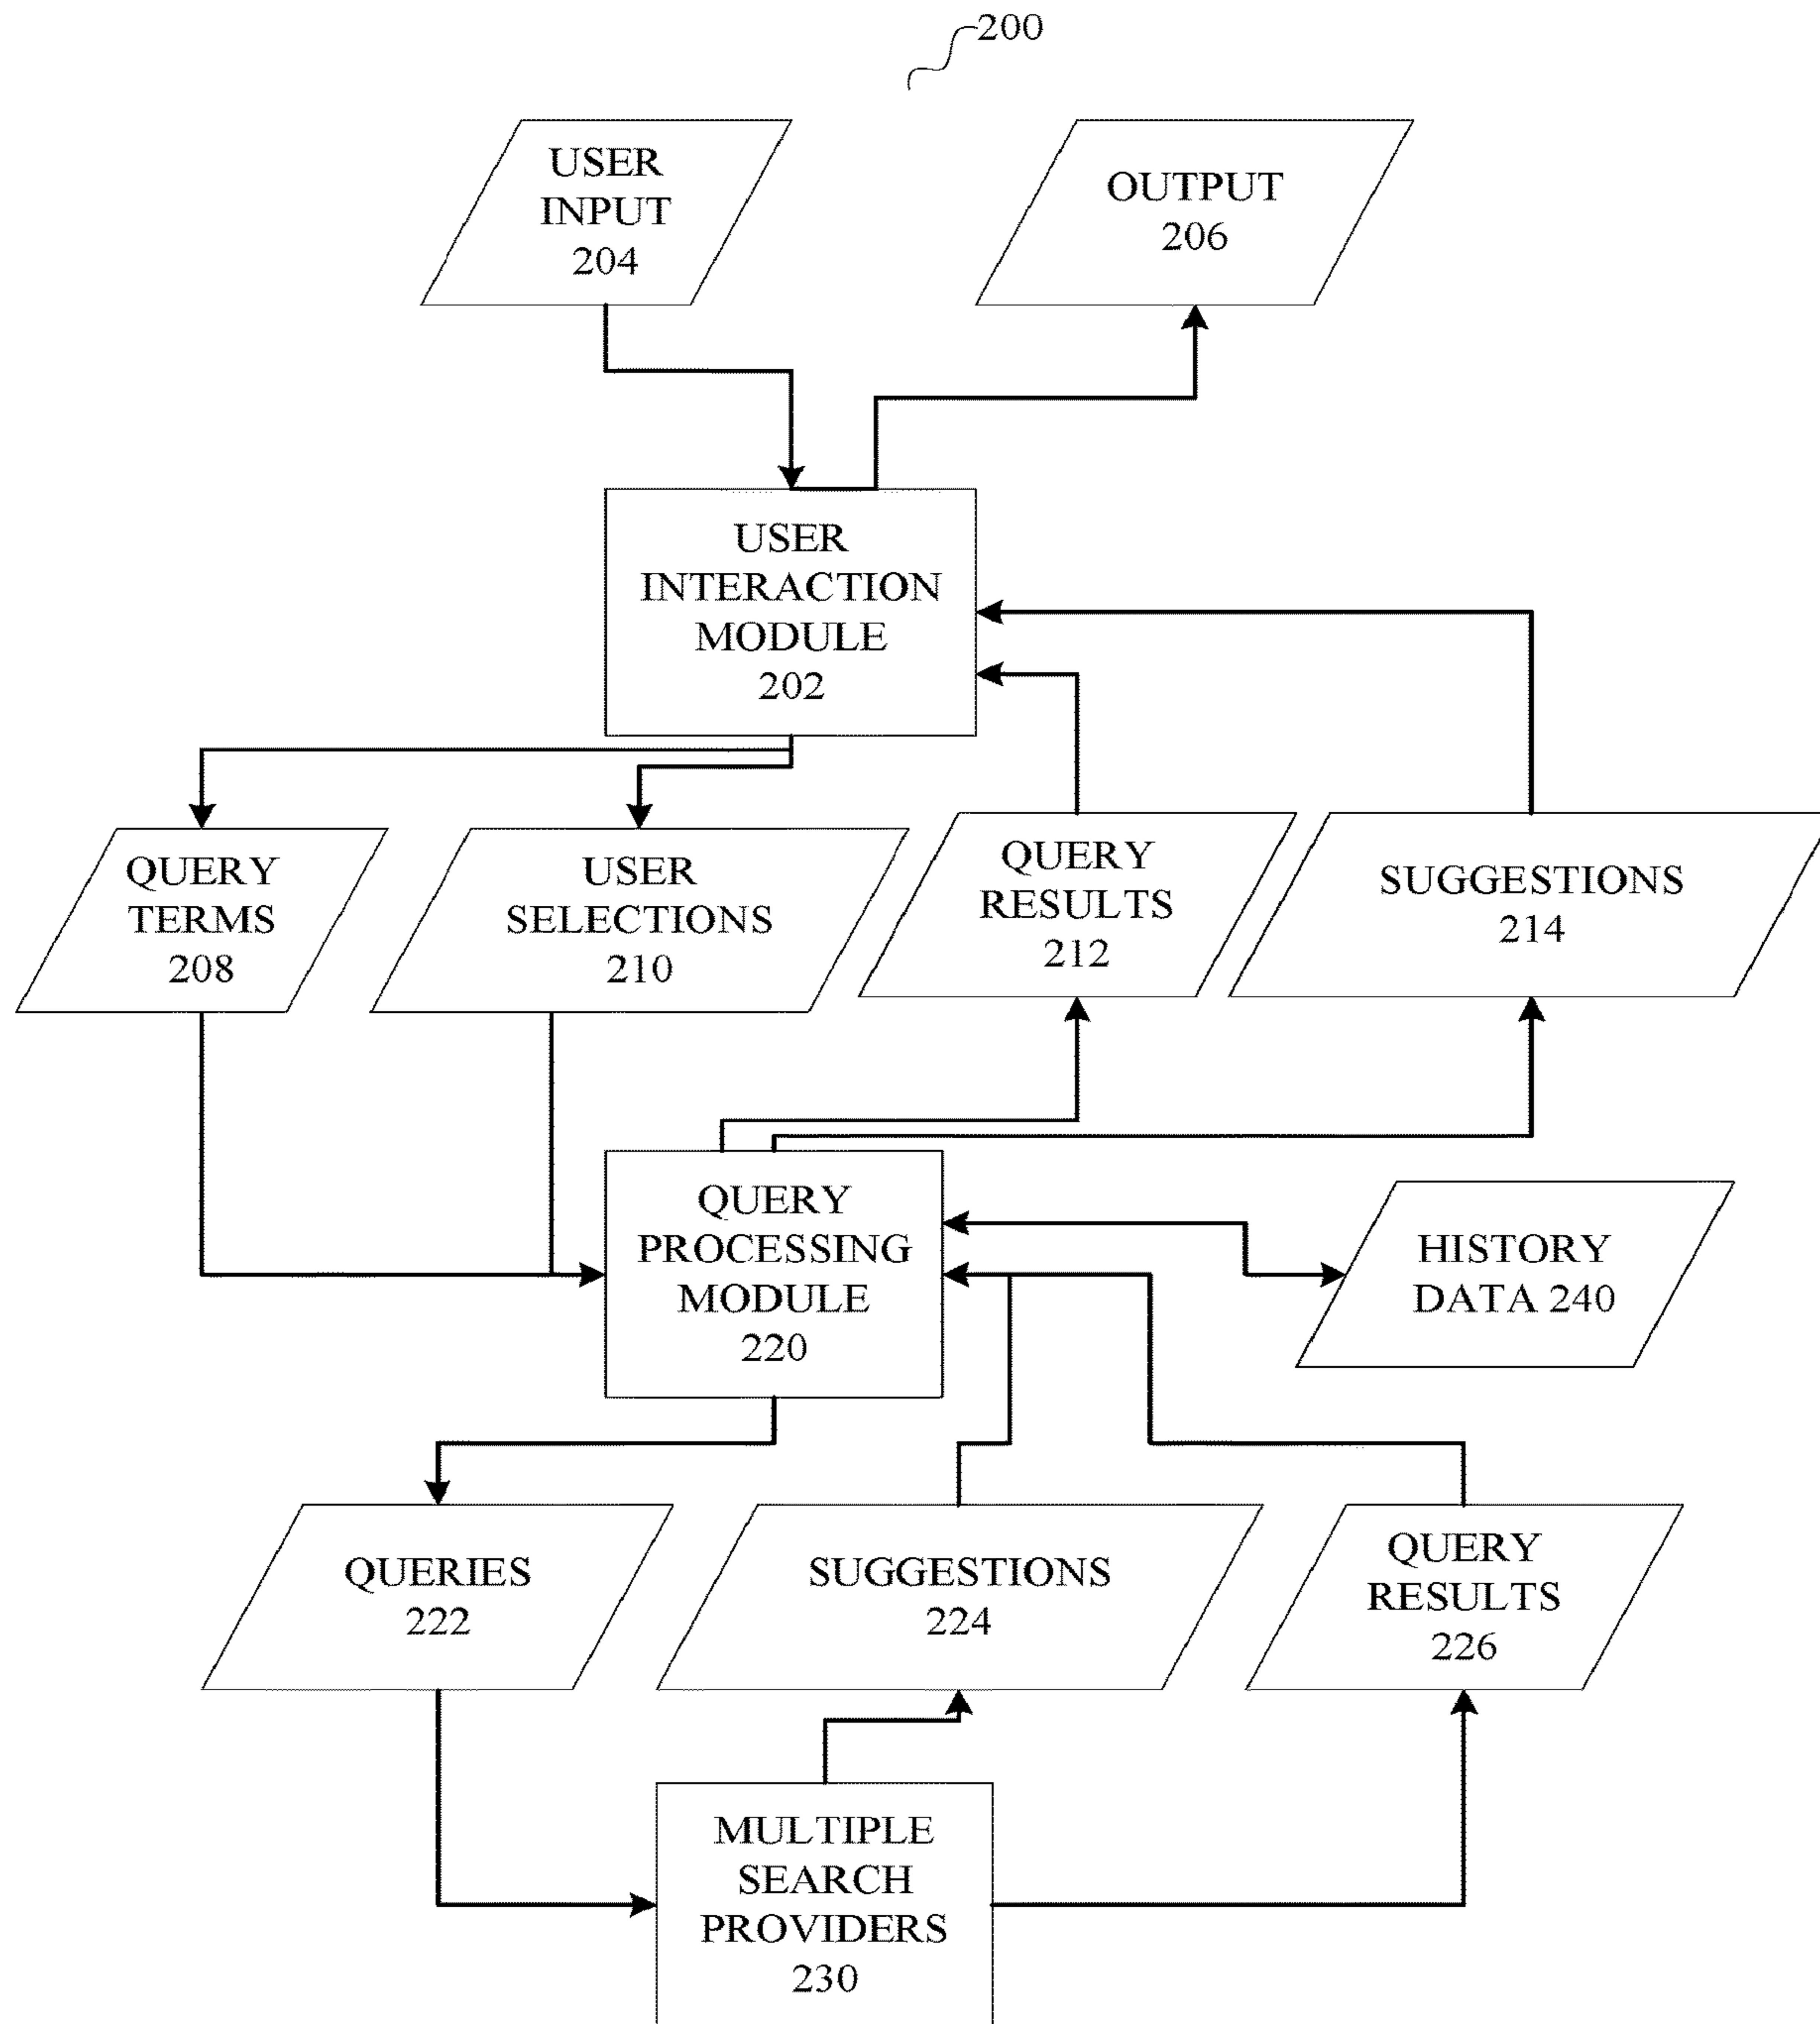 200
USER
INPUT
204
OUTPUT
206
USER
INTERACTION
MODULE
202
QUERY
TERMS
208
USER
SELECTIONS
210
QUERY
RESULTS
212
SUGGESTIONS
214
QUERY
PROCESSING
MODULE
220
HISTORY
DATA 240
QUERIES
222
SUGGESTIONS
224
QUERY
RESULTS
226
MULTIPLE
SEARCH
PROVIDERS
230